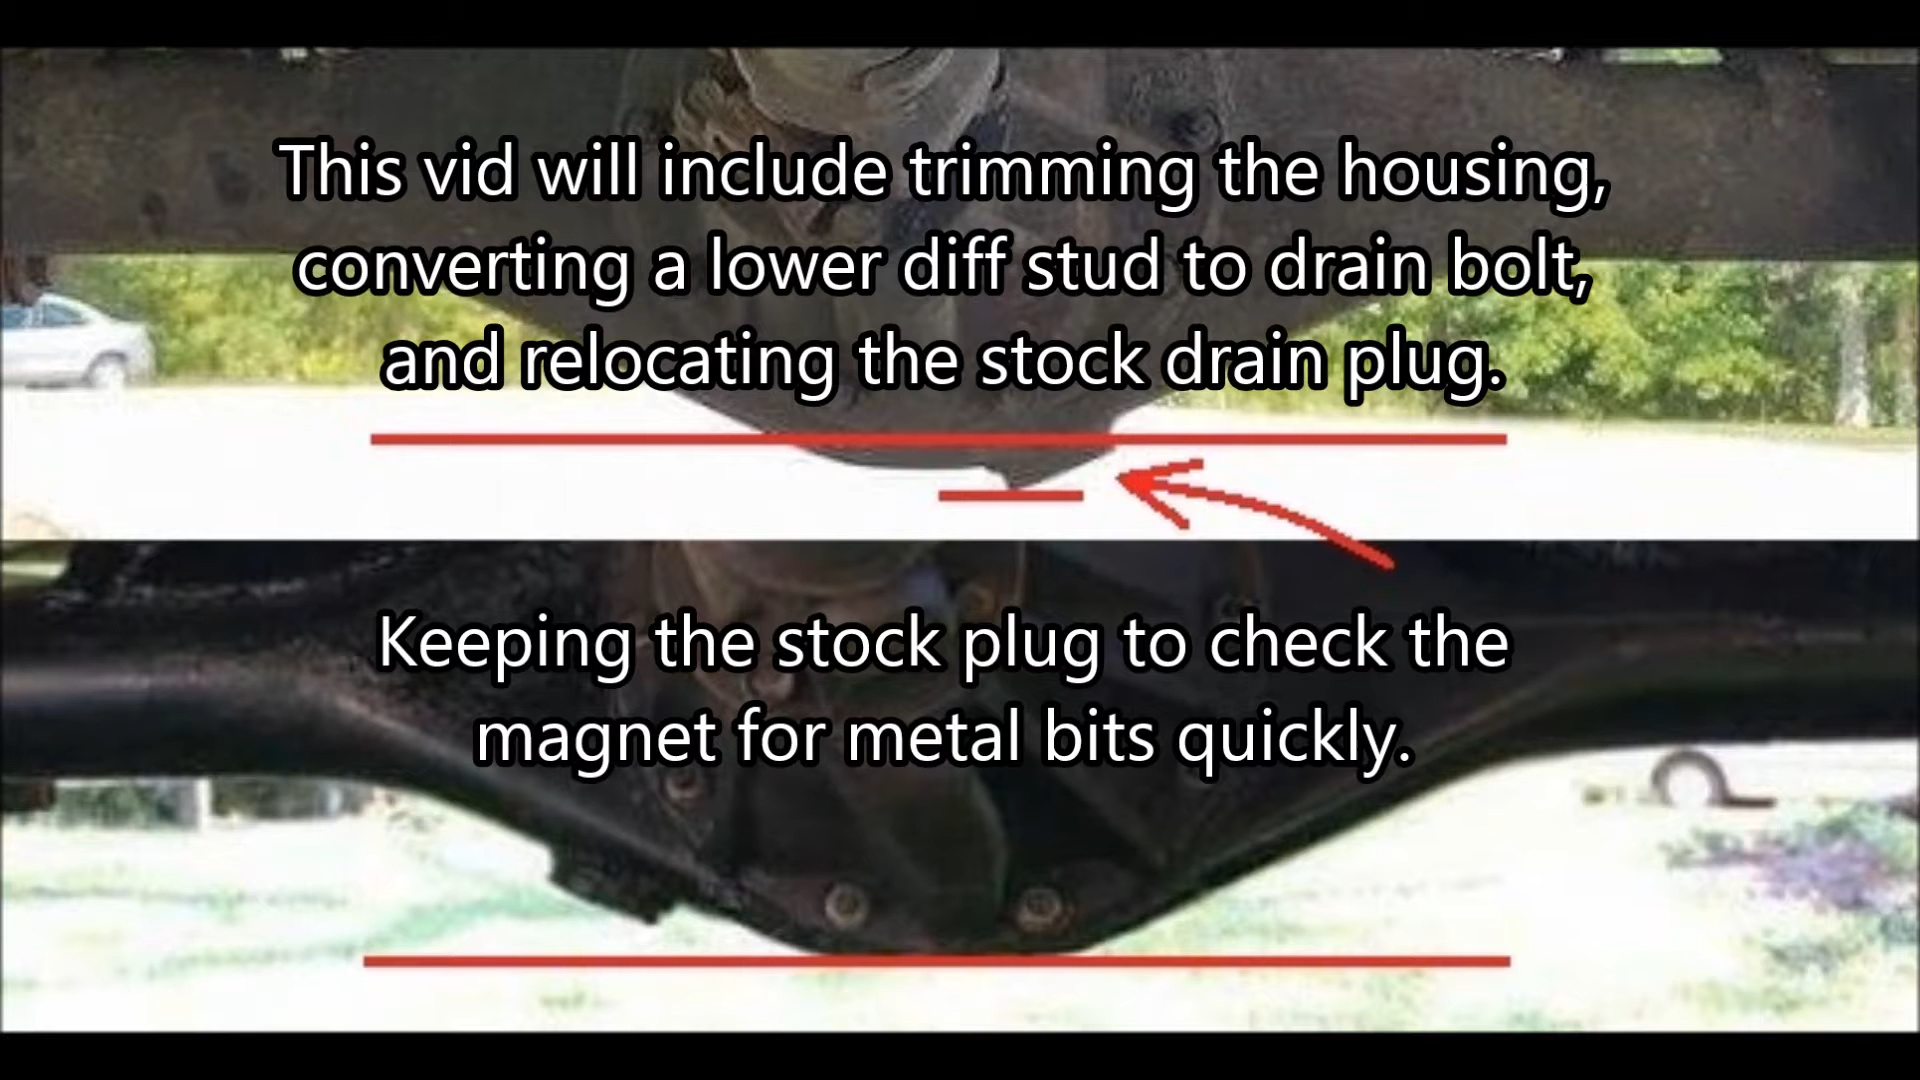 This vid will include trimming the housing,
converting a lower diff stud to drain bolt,
and relocating the stock drain plug.
Keeping the stock plug to check the
magnet for metal bits quickly.